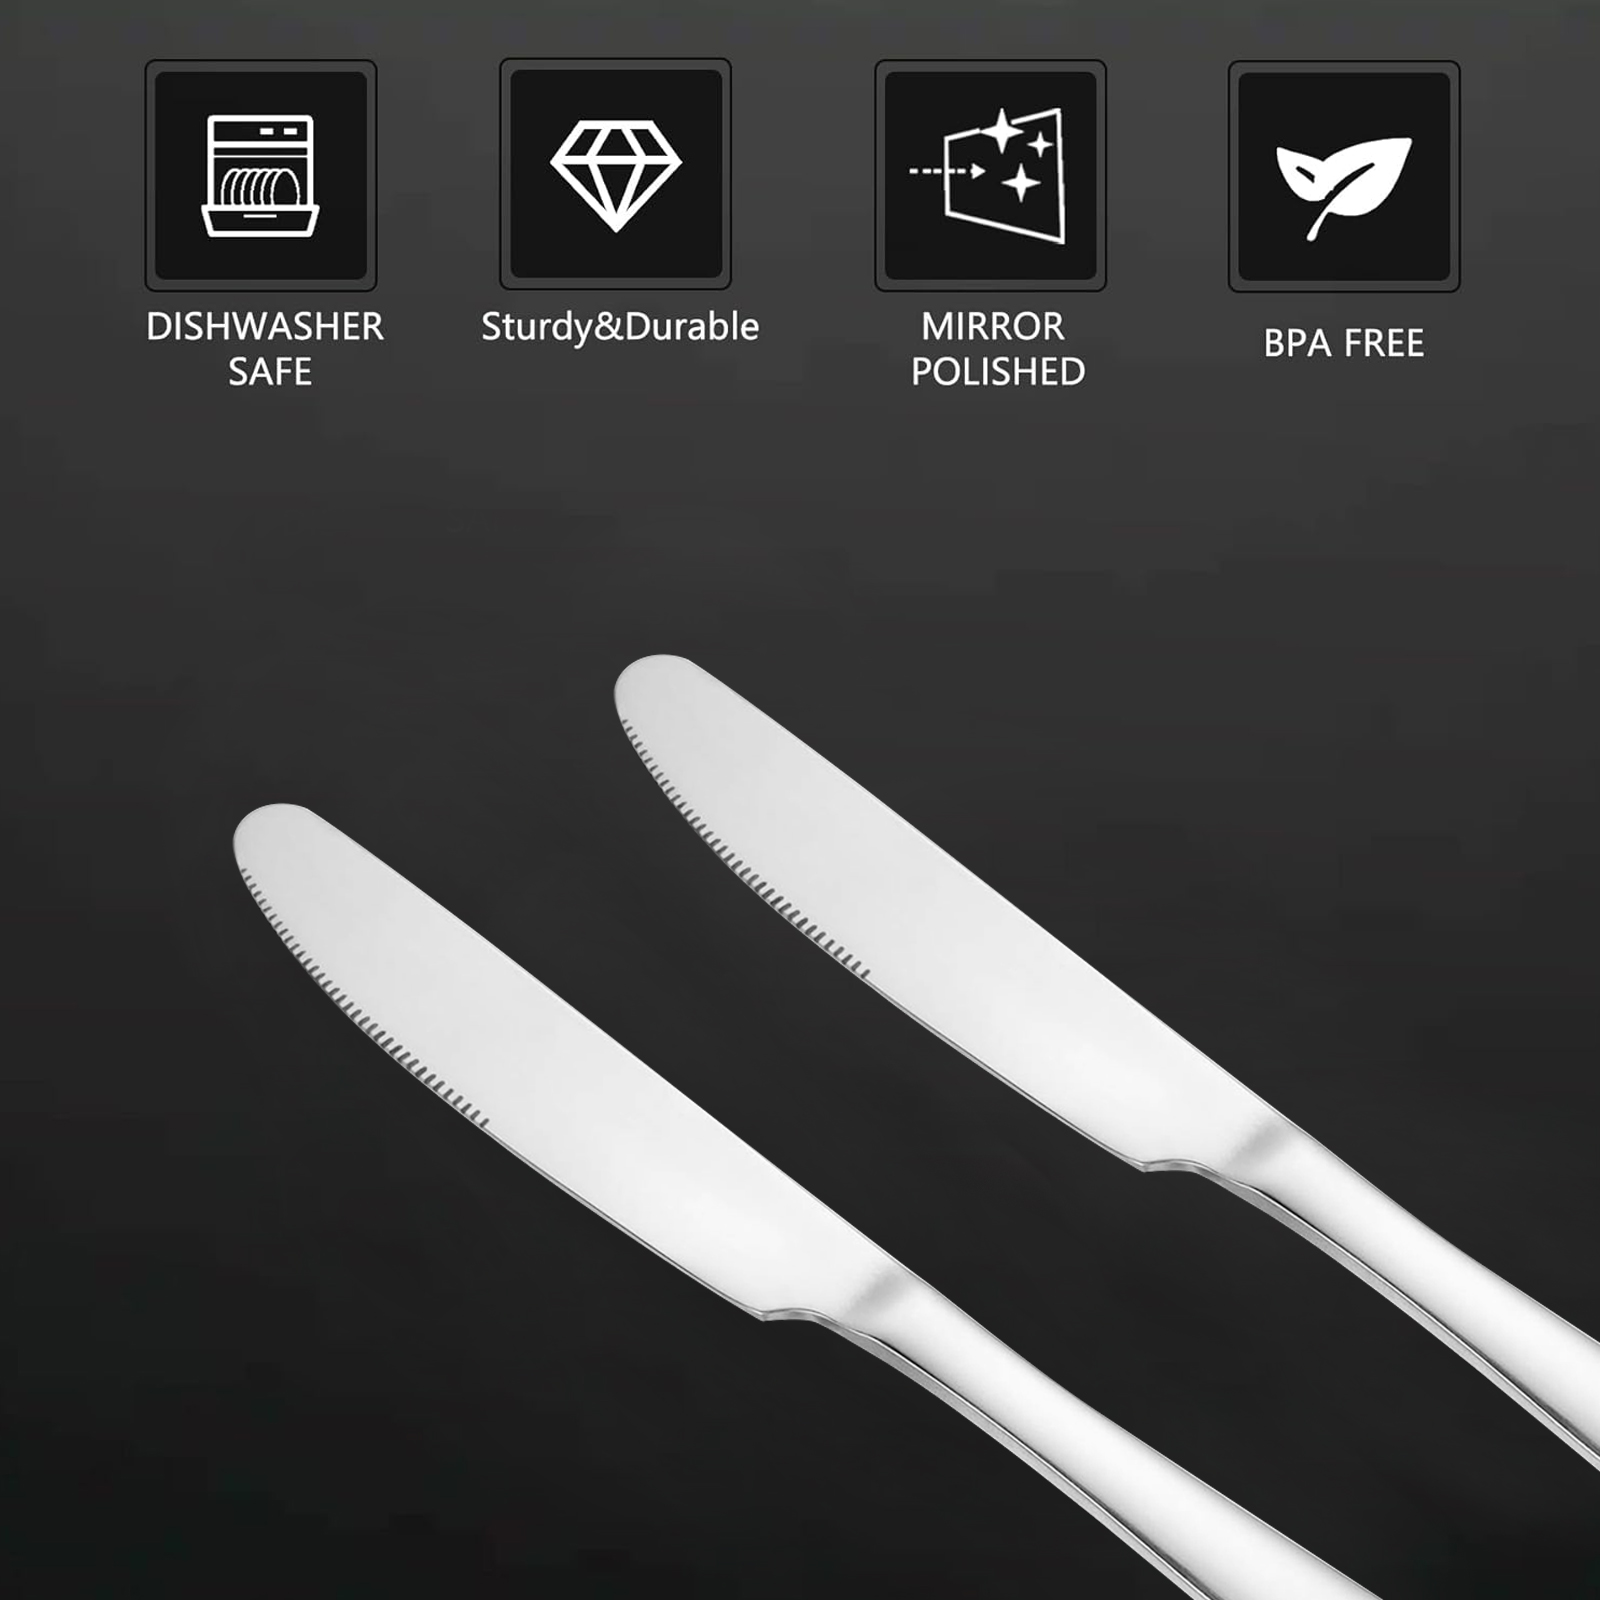 DISHWASHER
SAFE
Sturdy&Durable
MIRROR
POLISHED
BPA FREE